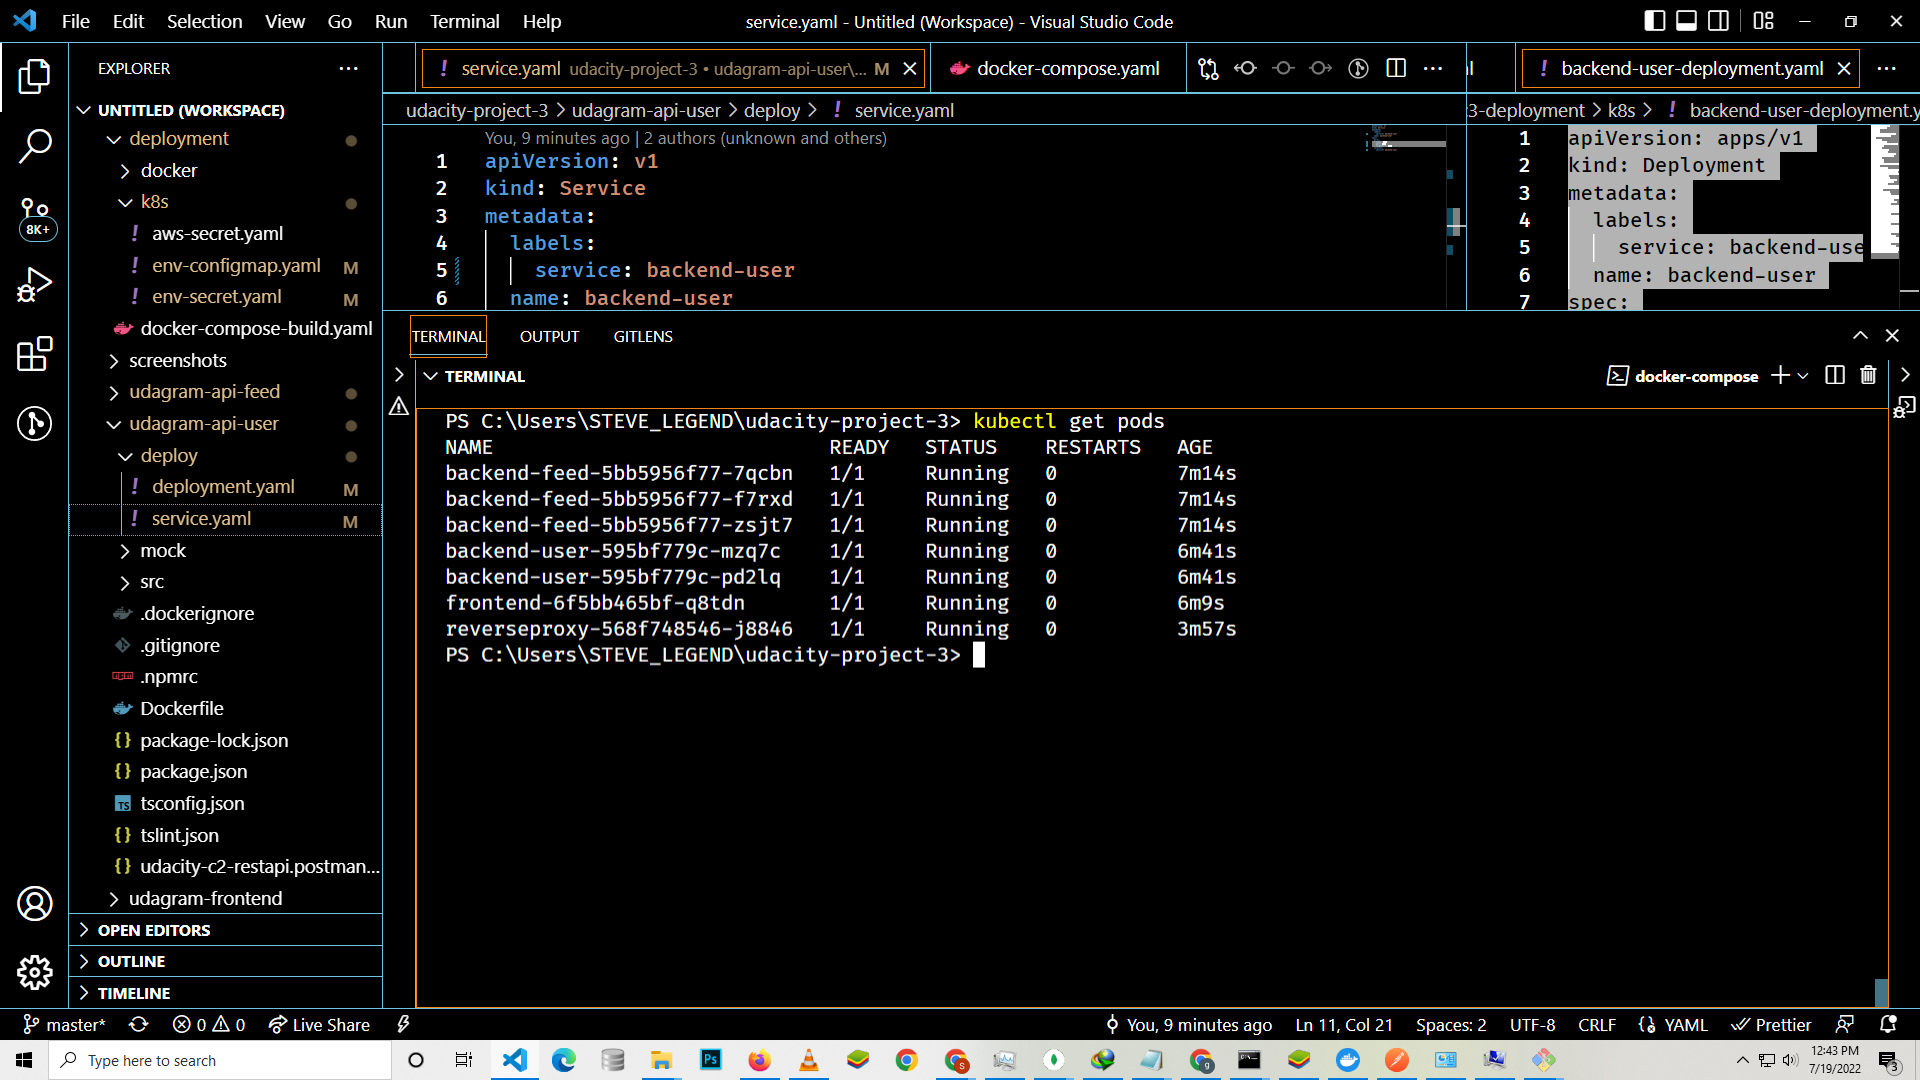 File Edit Selection View Go Run Terminal Help
service.yaml - Untitled (Workspace) - Visual Studio Code
EXPLORER
UNTITLED (WORKSPACE)
deployment
docker
k8s
aws-secret.yaml
env-configmap.yaml M
env-secret.yaml M
docker-compose-build.yaml
screenshots
udagram-api-feed
udagram-api-user
deploy
deployment.yaml M
service.yaml M
mock
src
.dockerignore
.gitignore
.npmrc
Dockerfile
package-lock.json
package.json
tsconfig.json
tslint.json
udacity-c2-restapi.postman...
udagram-frontend
OPEN EDITORS
OUTLINE
TIMELINE
8K+
! service.yaml udacity-project-3 • udagram-api-user\... M
docker-compose.yaml
udacity-project-3 > udagram-api-user > deploy > ! service.yaml
You, 9 minutes ago | 2 authors (unknown and others)
1 apiVersion: v1
2 kind: Service
3 metadata:
4 labels:
5 service: backend-user
6 name: backend-user
! backend-user-deployment.yaml
3-deployment > k8s > ! backend-user-deployment.y
1 apiVersion: apps/v1
2 kind: Deployment
3 metadata:
4 labels:
5 service: backend-use
6 name: backend-user
7 spec:
TERMINAL OUTPUT GITLENS
TERMINAL
docker-compose
PS C:\Users\STEVE_LEGEND\udacity-project-3> kubectl get pods
NAME READY STATUS RESTARTS AGE
backend-feed-5bb5956f77-7qcbn 1/1 Running 0 7m14s
backend-feed-5bb5956f77-f7rxd 1/1 Running 0 7m14s
backend-feed-5bb5956f77-zsjt7 1/1 Running 0 7m14s
backend-user-595bf779c-mzq7c 1/1 Running 0 6m41s
backend-user-595bf779c-pd2lq 1/1 Running 0 6m41s
frontend-6f5bb465bf-q8tdn 1/1 Running 0 6m9s
reverseproxy-568f748546-j8846 1/1 Running 0 3m57s
PS C:\Users\STEVE_LEGEND\udacity-project-3>
master* 0 0 Live Share
You, 9 minutes ago Ln 11, Col 21 Spaces: 2 UTF-8 CRLF YAML Prettier
Type here to search
12:43 PM
7/19/2022
3